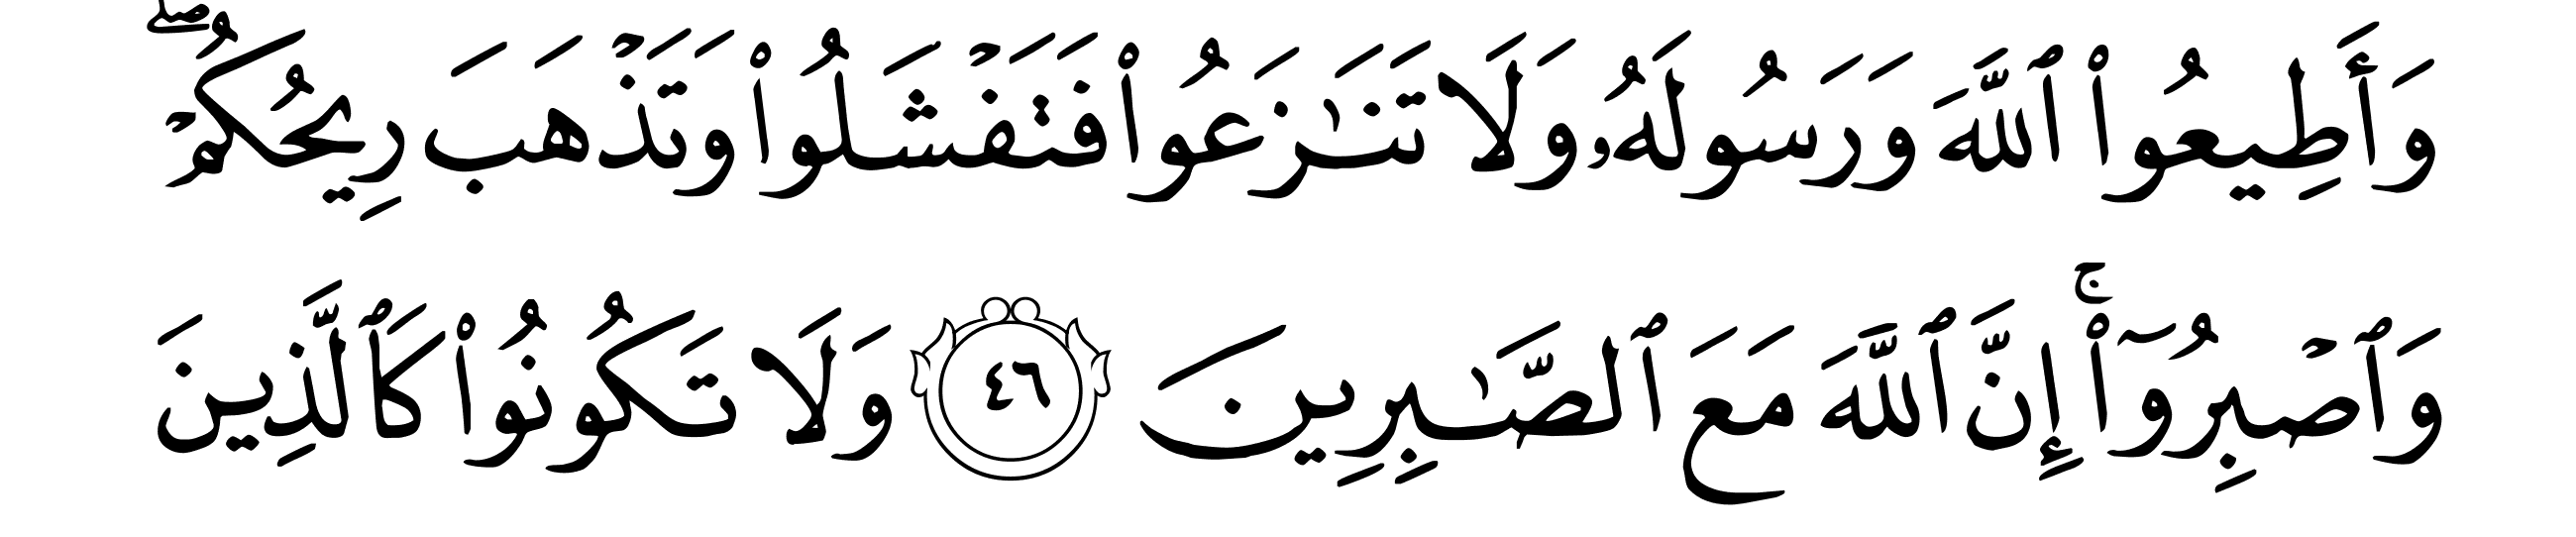 وَأَطِيعُوا۟ ٱللَّهَ وَرَسُولَهُۥ وَلَا تَنَـٰزَعُوا۟ فَتَفْشَلُوا۟ وَتَذْهَبَ رِيحُكُمْ ۖ
وَٱصْبِرُوٓا۟ ۚ إِنَّ ٱللَّهَ مَعَ ٱلصَّـٰبِرِينَ ٤٦ وَلَا تَكُونُوا۟ كَٱلَّذِينَ